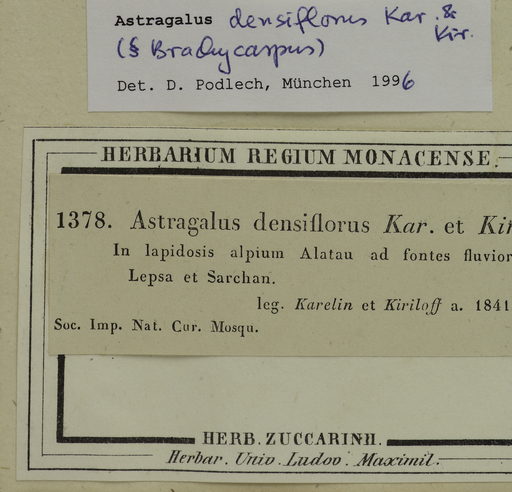 Astragalus densiflorus Kar. &
Kir.
(§ Brachycarpus)
Det. D. Podlech, München 1996
HERBARIUM REGIUM MONACENSE.
1378. Astragalus densiflorus Kar. et Kir
In lapidosis alpium Alatau ad fontes fluvior
Lepsa et Sarchan.
leg. Karelin et Kiriloff a. 1841
Soc. Imp. Nat. Cur. Mosqu.
HERB. ZUCCARINII.
Herbar. Univ. Ludov. Maximil.